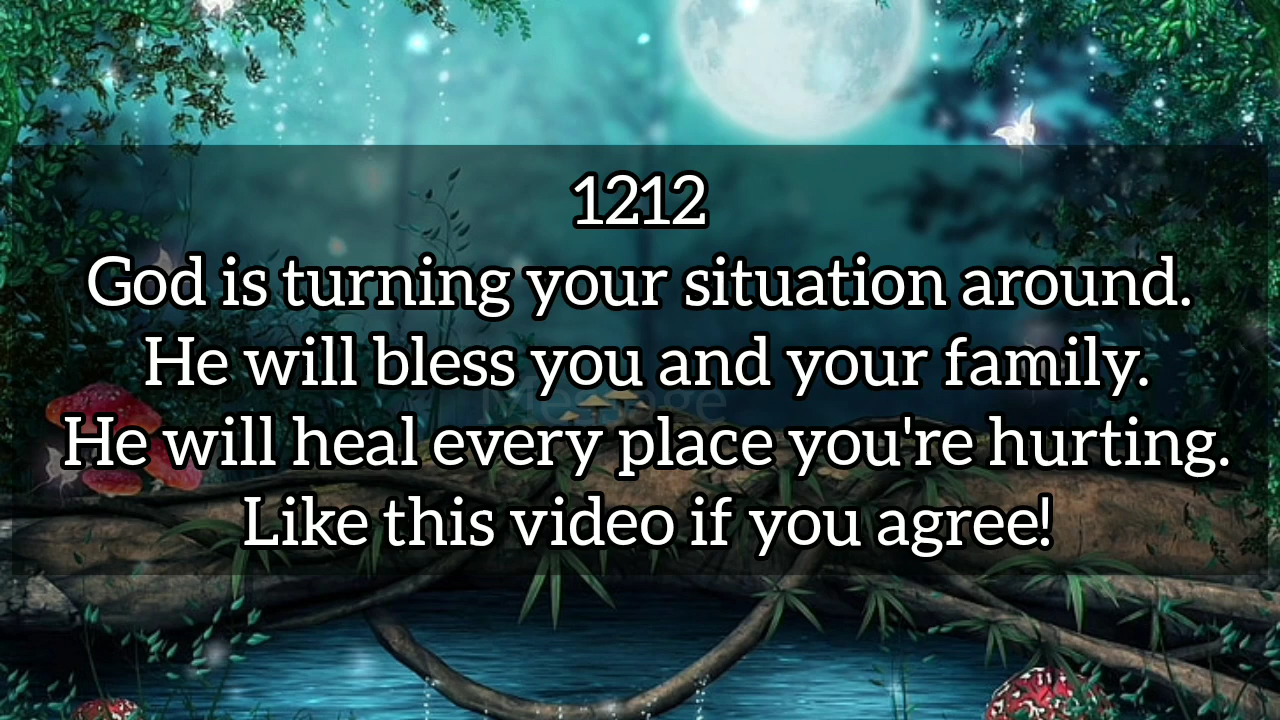 1212
God is turning your situation around.
He will bless you and your family.
Message
He will heal every place you're hurting.
Like this video if you agree!